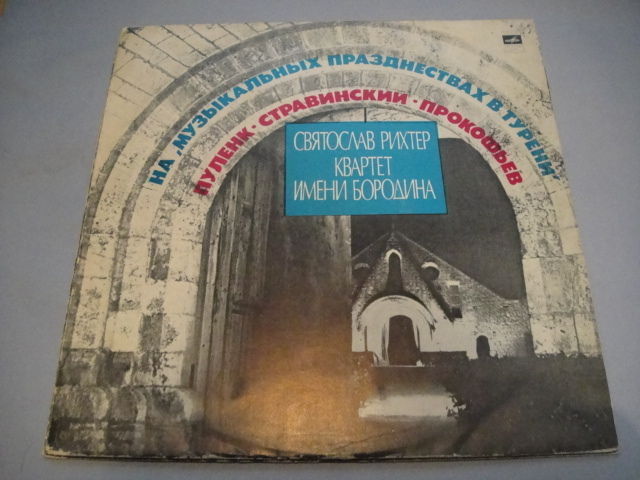 НА „МУЗЫКАЛЬНЫХ ПРАЗДНЕСТВАХ В ТУРЕНИ"
ПУЛЕНК · СТРАВИНСКИЙ · ПРОКОФЬЕВ
СВЯТОСЛАВ РИХТЕР
КВАРТЕТ
ИМЕНИ БОРОДИНА